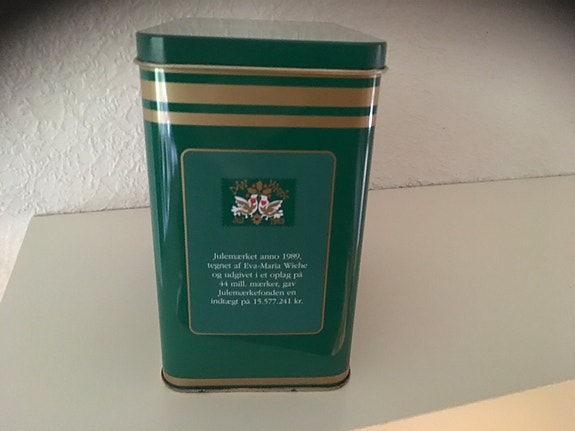 Julemærket anno 1989,
tegnet af Eva-Maria Wiehe
og udgivet i et oplag på
44 mill. mærker, gav
Julemærkefonden en
indtægt på 15.577.241 kr.